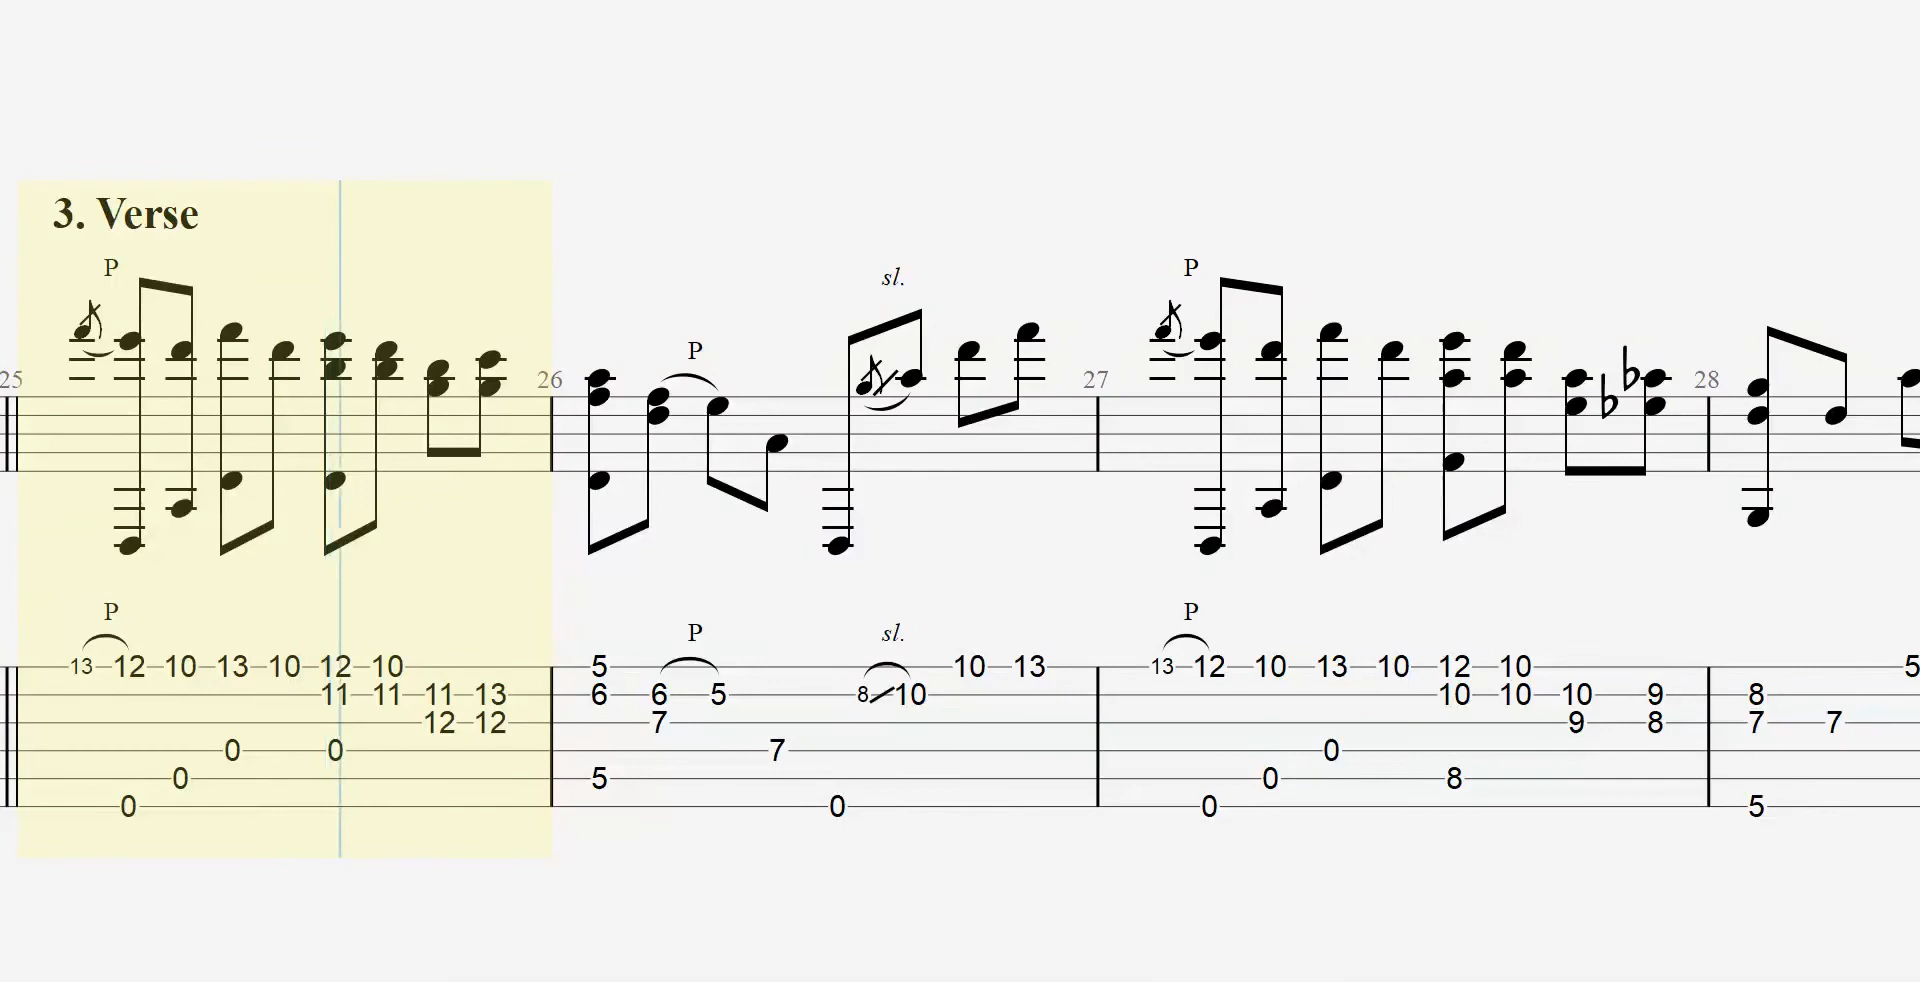 3. Verse
P
sl.
P
P
25
26
27
28
P
P
sl.
P
13 12 10 13 10 12 10 5 10 13 13 12 10 13 10 12 10 5
11 11 11 13 6 6 5 8 10 10 10 10 9 8
12 12 7 9 8 7 7
0 0 7 0
0 5 0 8
0 0 0 5